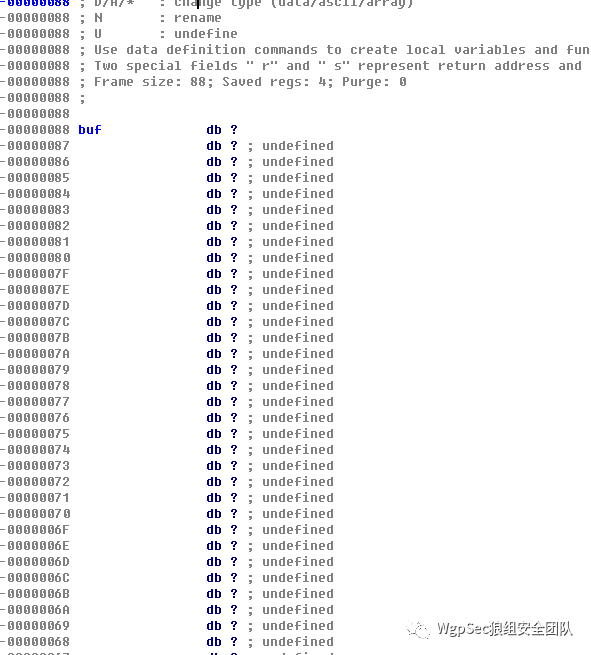 -00000088 ; D/A/* : change type (data/ascii/array)
-00000088 ; N : rename
-00000088 ; U : undefine
-00000088 ; Use data definition commands to create local variables and fun
-00000088 ; Two special fields " r" and " s" represent return address and
-00000088 ; Frame size: 88; Saved regs: 4; Purge: 0
-00000088 ;
-00000088
-00000088 buf db ?
-00000087 db ? ; undefined
-00000086 db ? ; undefined
-00000085 db ? ; undefined
-00000084 db ? ; undefined
-00000083 db ? ; undefined
-00000082 db ? ; undefined
-00000081 db ? ; undefined
-00000080 db ? ; undefined
-0000007F db ? ; undefined
-0000007E db ? ; undefined
-0000007D db ? ; undefined
-0000007C db ? ; undefined
-0000007B db ? ; undefined
-0000007A db ? ; undefined
-00000079 db ? ; undefined
-00000078 db ? ; undefined
-00000077 db ? ; undefined
-00000076 db ? ; undefined
-00000075 db ? ; undefined
-00000074 db ? ; undefined
-00000073 db ? ; undefined
-00000072 db ? ; undefined
-00000071 db ? ; undefined
-00000070 db ? ; undefined
-0000006F db ? ; undefined
-0000006E db ? ; undefined
-0000006D db ? ; undefined
-0000006C db ? ; undefined
-0000006B db ? ; undefined
-0000006A db ? ; undefined
-00000069 db ? ; undefined
-00000068 db ? ; undefined
WgpSec狼组安全团队